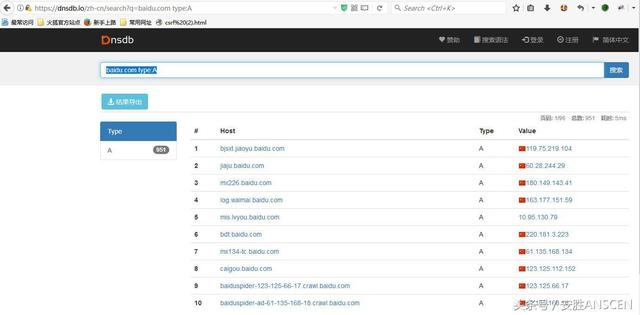 https://dnsdb.io/zh-cn/search?q=baidu.com type:A
Search <Ctrl+K>
最常访问 火狐官方站点 新手上路 常用网址 csrf%20(2).html
Dnsdb
赞助 搜索语法 登录 注册 简体中文
baidu.com type:A
搜索
结果导出
页码: 1/96 总数: 951 耗时: 5ms
Type
A 951
# Host Type Value
1 bjsxt.jiaoyu.baidu.com A 119.75.219.104
2 jiaju.baidu.com A 60.28.244.29
3 mx226.baidu.com A 180.149.143.41
4 log.waimai.baidu.com A 163.177.151.59
5 mis.lvyou.baidu.com A 10.95.130.79
6 bdt.baidu.com A 220.181.3.223
7 mx134-tc.baidu.com A 61.135.168.134
8 caigou.baidu.com A 123.125.112.152
9 baiduspider-123-125-66-17.crawl.baidu.com A 123.125.66.17
10 baiduspider-ad-61-135-168-18.crawl.baidu.com A
头条号 / 安胜ANSCEN